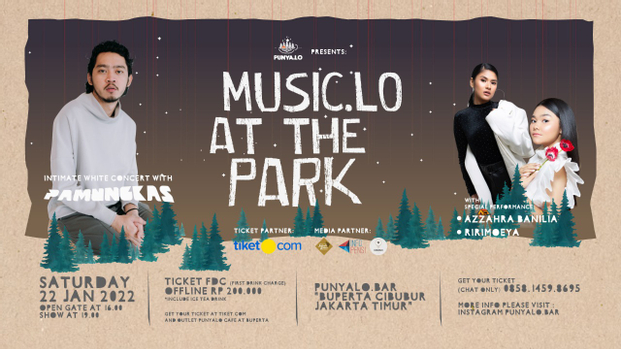 PUNYA.LO
PRESENTS:
MUSIC.LO
AT THE
PARK
INTIMATE WHITE CONCERT WITH
PAMUNGKAS
WITH
SPECIAL PERFORMANCE
• AZZAHRA BANILIA
• RIRIMOEYA
TICKET PARTNER:
tiket.com
MEDIA PARTNER:
SATURDAY
22 JAN 2022
OPEN GATE AT 16.00
SHOW AT 19.00
TICKET FDC (FIRST DRINK CHARGE)
OFFLINE RP 200.000
*INCLUDE ICE TEA DRINK
GET YOUR TICKET AT TIKET.COM
AND OUTLET PUNYALO CAFE AT BUPERTA
PUNYALO.BAR
"BUPERTA CIBUBUR
JAKARTA TIMUR"
GET YOUR TICKET
(CHAT ONLY: 0858.1459.8695
MORE INFO PLEASE VISIT :
INSTAGRAM PUNYALO.BAR